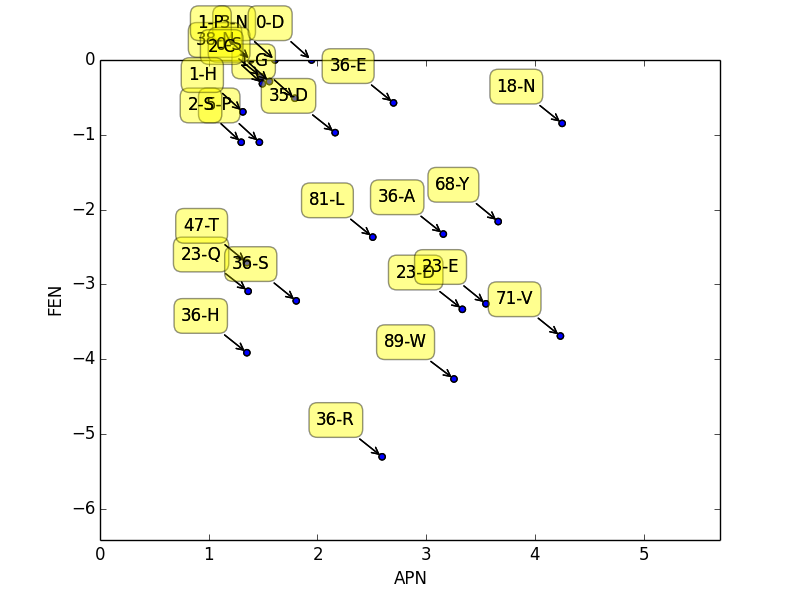 1-P
3-N
0-D
2-C
G
36-E
1-H
35-D
18-N
2-S
5-P
81-L
36-A
68-Y
47-T
23-Q
36-S
23-D
23-E
71-V
36-H
89-W
36-R
0
−1
−2
−3
−4
−5
−6
FEN
0
1
2
3
4
5
APN